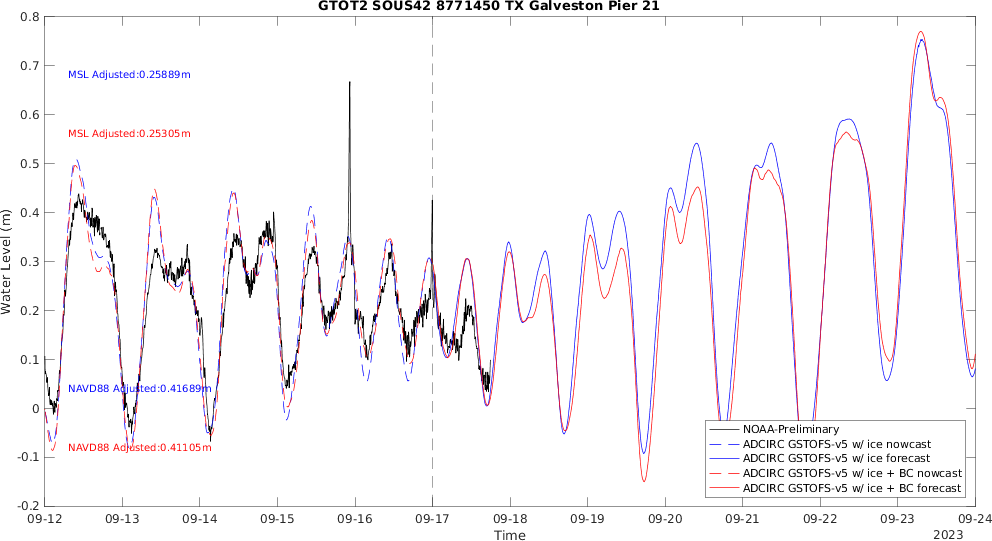 GTOT2 SOUS42 8771450 TX Galveston Pier 21
0.8
0.7
0.6
0.5
0.4
0.3
0.2
0.1
0
-0.1
-0.2
Water Level (m)
MSL Adjusted:0.25889m
MSL Adjusted:0.25305m
NAVD88 Adjusted:0.41689m
NAVD88 Adjusted:0.41105m
NOAA-Preliminary
ADCIRC GSTOFS-v5 w/ ice nowcast
ADCIRC GSTOFS-v5 w/ ice forecast
ADCIRC GSTOFS-v5 w/ ice + BC nowcast
ADCIRC GSTOFS-v5 w/ ice + BC forecast
09-12 09-13 09-14 09-15 09-16 09-17 09-18 09-19 09-20 09-21 09-22 09-23 09-24
Time
2023